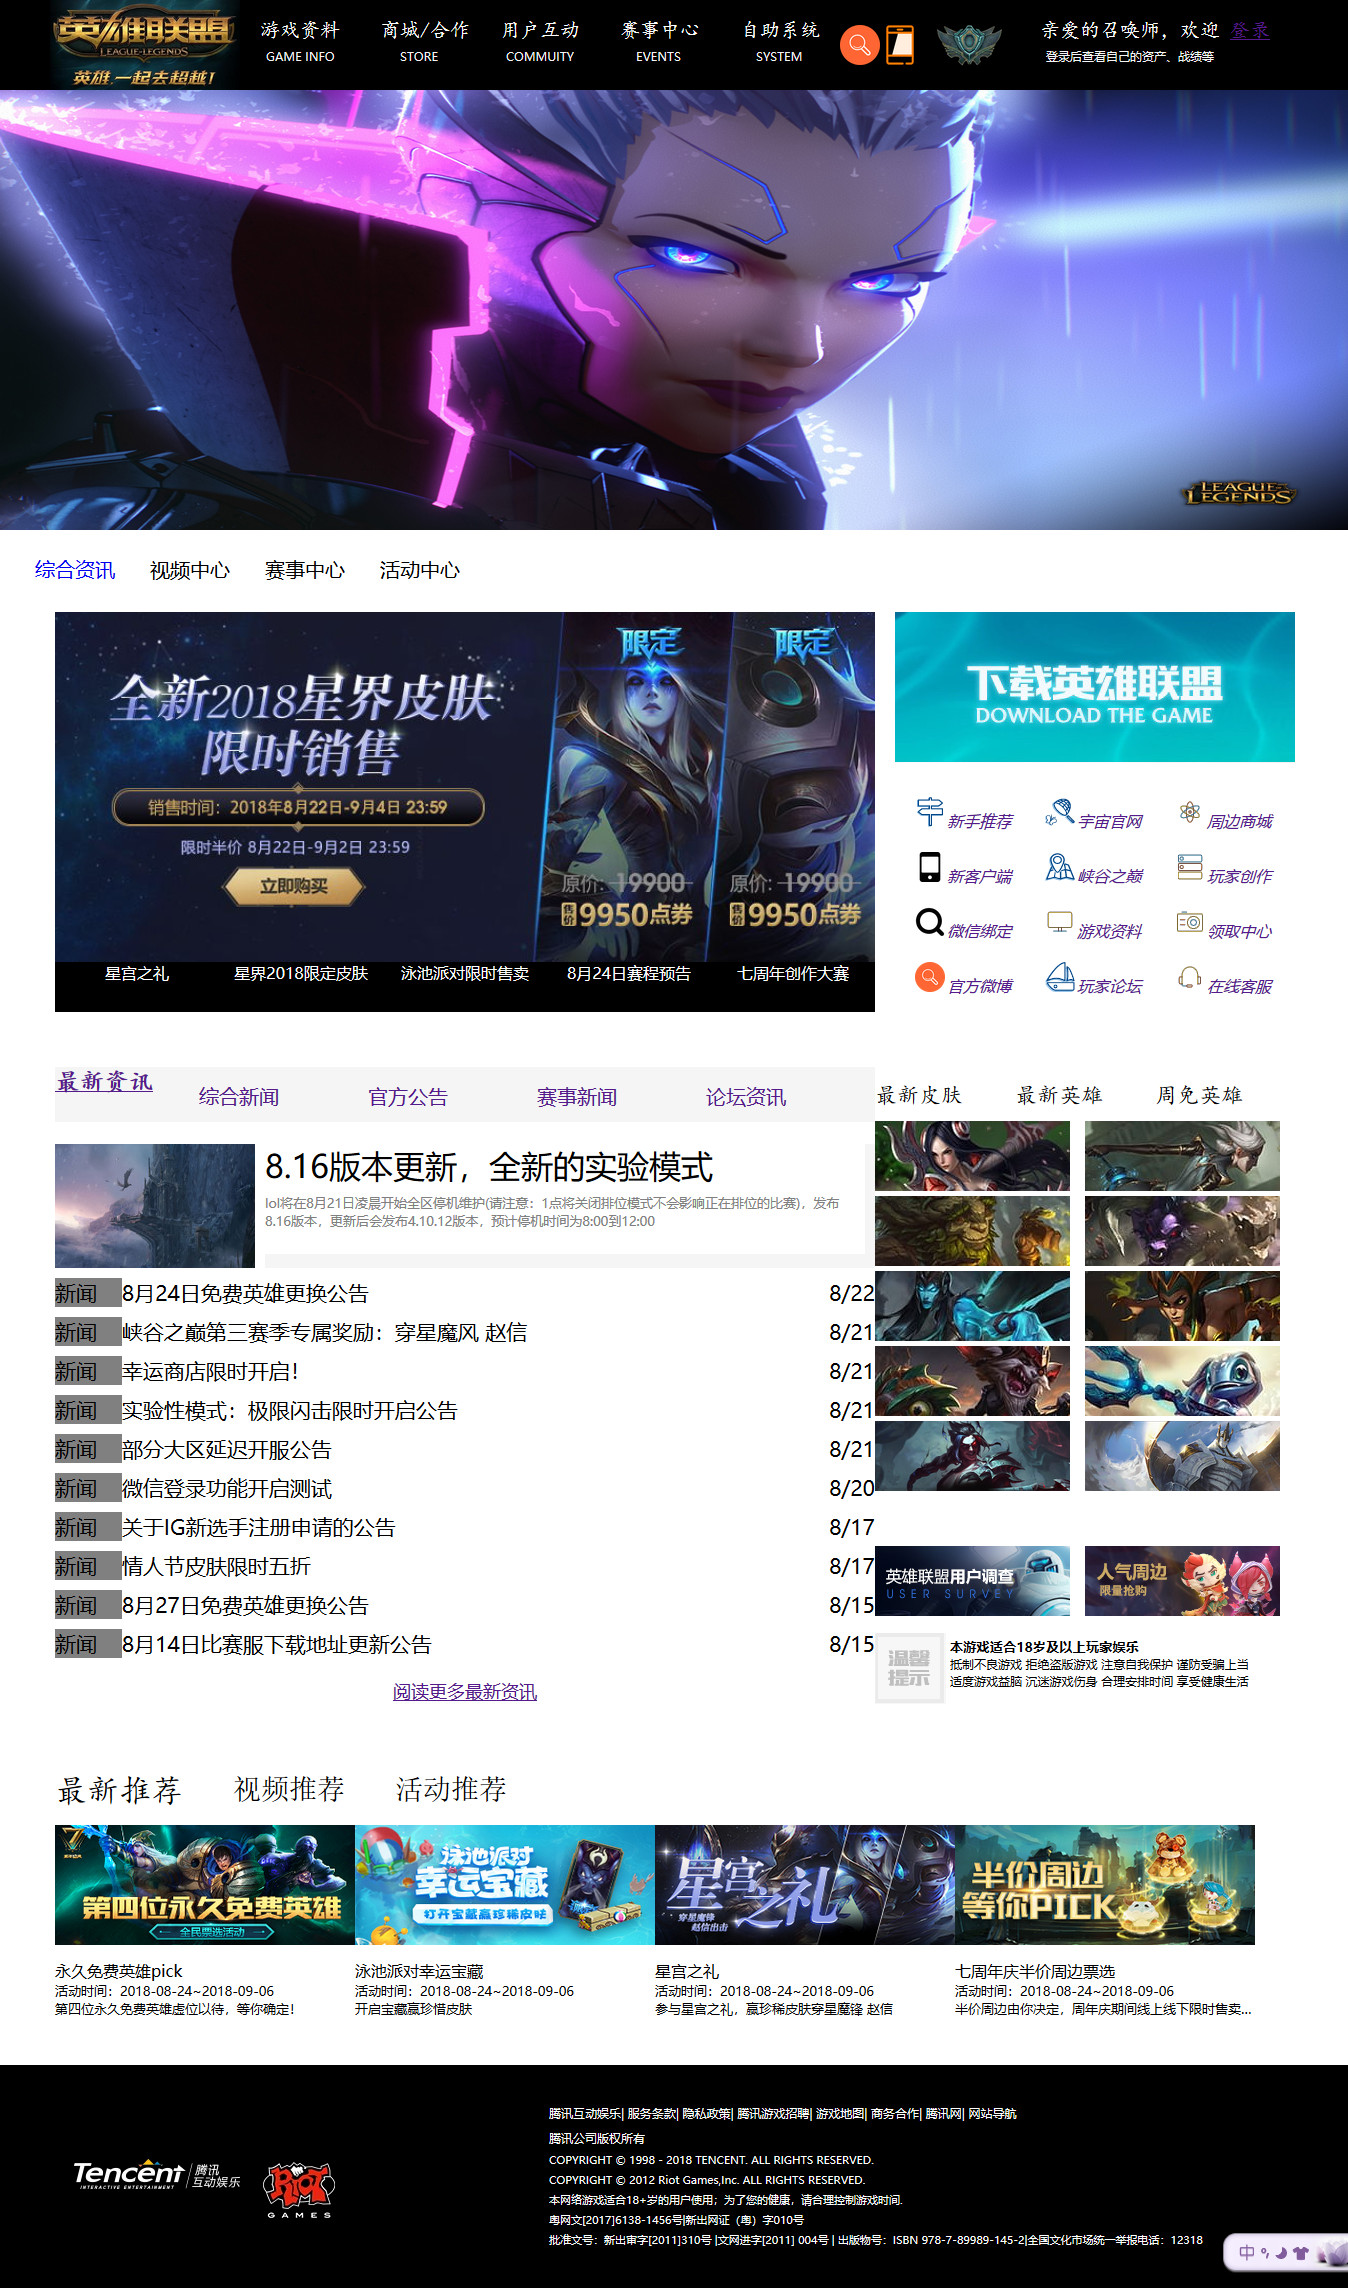 英雄联盟
LEAGUE·LEGENDS
英雄,一起去超越!
游戏资料 商城/合作 用户互动 赛事中心 自助系统
GAME INFO STORE COMMUITY EVENTS SYSTEM
亲爱的召唤师，欢迎 登录
登录后查看自己的资产、战绩等
LEAGUE OF LEGENDS
综合资讯 视频中心 赛事中心 活动中心
全新2018星界皮肤
限时销售
销售时间：2018年8月22日-9月4日 23:59
限时半价 8月22日-9月2日 23:59
立即购买
限定 限定
原价: 19900 原价: 19900
售价 9950点券 售价 9950点券
星宫之礼 星界2018限定皮肤 泳池派对限时售卖 8月24日赛程预告 七周年创作大赛
下载英雄联盟
DOWNLOAD THE GAME
新手推荐 宇宙官网 周边商城
新客户端 峡谷之巅 玩家创作
微信绑定 游戏资料 领取中心
官方微博 玩家论坛 在线客服
最新资讯 综合新闻 官方公告 赛事新闻 论坛资讯
8.16版本更新，全新的实验模式
lol将在8月21日凌晨开始全区停机维护(请注意：1点将关闭排位模式不会影响正在排位的比赛)，发布
8.16版本，更新后会发布4.10.12版本，预计停机时间为8:00到12:00
新闻 8月24日免费英雄更换公告 8/22
新闻 峡谷之巅第三赛季专属奖励：穿星魔风 赵信 8/21
新闻 幸运商店限时开启！ 8/21
新闻 实验性模式：极限闪击限时开启公告 8/21
新闻 部分大区延迟开服公告 8/21
新闻 微信登录功能开启测试 8/20
新闻 关于IG新选手注册申请的公告 8/17
新闻 情人节皮肤限时五折 8/17
新闻 8月27日免费英雄更换公告 8/15
新闻 8月14日比赛服下载地址更新公告 8/15
阅读更多最新资讯
最新皮肤 最新英雄 周免英雄
英雄联盟用户调查
USER SURVEY
人气周边
限量抢购
温馨
提示
本游戏适合18岁及以上玩家娱乐
抵制不良游戏 拒绝盗版游戏 注意自我保护 谨防受骗上当
适度游戏益脑 沉迷游戏伤身 合理安排时间 享受健康生活
最新推荐 视频推荐 活动推荐
第四位永久免费英雄
全民票选活动
泳池派对
幸运宝藏
打开宝藏赢珍稀皮肤
星宫之礼
穿星魔锋
赵信出击
半价周边
等你PICK
永久免费英雄pick
活动时间：2018-08-24~2018-09-06
第四位永久免费英雄虚位以待，等你确定！
泳池派对幸运宝藏
活动时间：2018-08-24~2018-09-06
开启宝藏赢珍惜皮肤
星宫之礼
活动时间：2018-08-24~2018-09-06
参与星宫之礼，赢珍稀皮肤穿星魔锋 赵信
七周年庆半价周边票选
活动时间：2018-08-24~2018-09-06
半价周边由你决定，周年庆期间线上线下限时售卖...
Tencent 腾讯
INTERACTIVE ENTERTAINMENT 互动娱乐
RIOT
GAMES
腾讯互动娱乐| 服务条款| 隐私政策| 腾讯游戏招聘| 游戏地图| 商务合作| 腾讯网| 网站导航
腾讯公司版权所有
COPYRIGHT © 1998 - 2018 TENCENT. ALL RIGHTS RESERVED.
COPYRIGHT © 2012 Riot Games,Inc. ALL RIGHTS RESERVED.
本网络游戏适合18+岁的用户使用；为了您的健康，请合理控制游戏时间.
粤网文[2017]6138-1456号|新出网证（粤）字010号
批准文号：新出审字[2011]310号 |文网进字[2011] 004号 | 出版物号：ISBN 978-7-89989-145-2|全国文化市场统一举报电话：12318
中